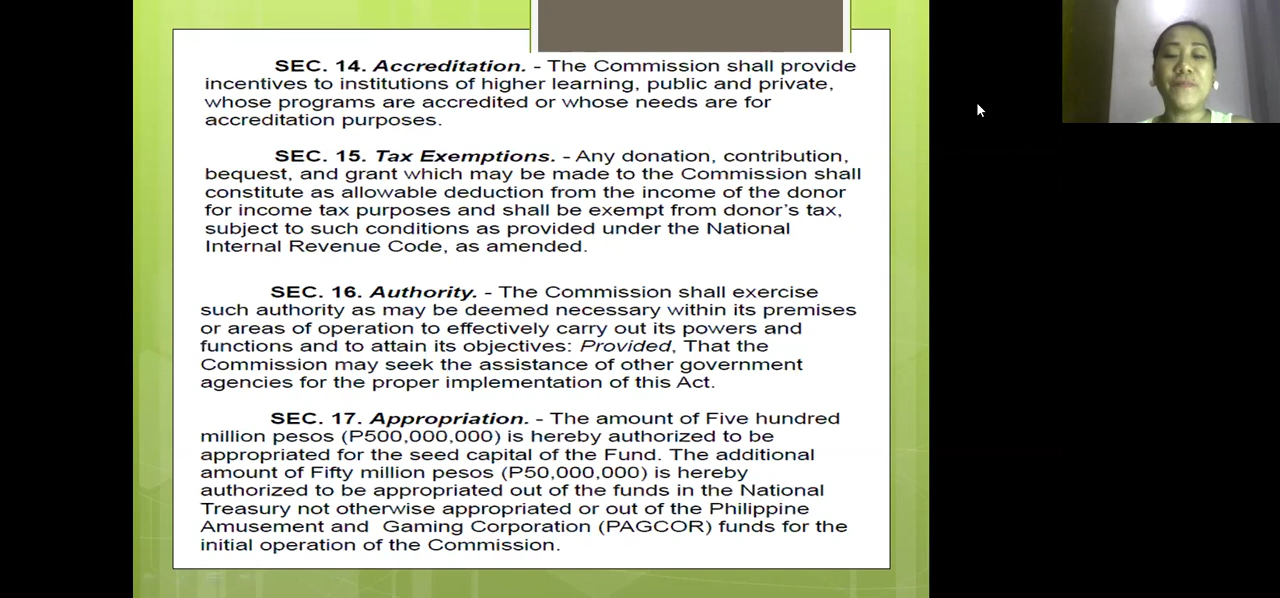 SEC. 14. Accreditation. - The Commission shall provide
incentives to institutions of higher learning, public and private,
whose programs are accredited or whose needs are for
accreditation purposes.
SEC. 15. Tax Exemptions. - Any donation, contribution,
bequest, and grant which may be made to the Commission shall
constitute as allowable deduction from the income of the donor
for income tax purposes and shall be exempt from donor's tax,
subject to such conditions as provided under the National
Internal Revenue Code, as amended.
SEC. 16. Authority. - The Commission shall exercise
such authority as may be deemed necessary within its premises
or areas of operation to effectively carry out its powers and
functions and to attain its objectives: Provided, That the
Commission may seek the assistance of other government
agencies for the proper implementation of this Act.
SEC. 17. Appropriation. - The amount of Five hundred
million pesos (P500,000,000) is hereby authorized to be
appropriated for the seed capital of the Fund. The additional
amount of Fifty million pesos (P50,000,000) is hereby
authorized to be appropriated out of the funds in the National
Treasury not otherwise appropriated or out of the Philippine
Amusement and Gaming Corporation (PAGCOR) funds for the
initial operation of the Commission.